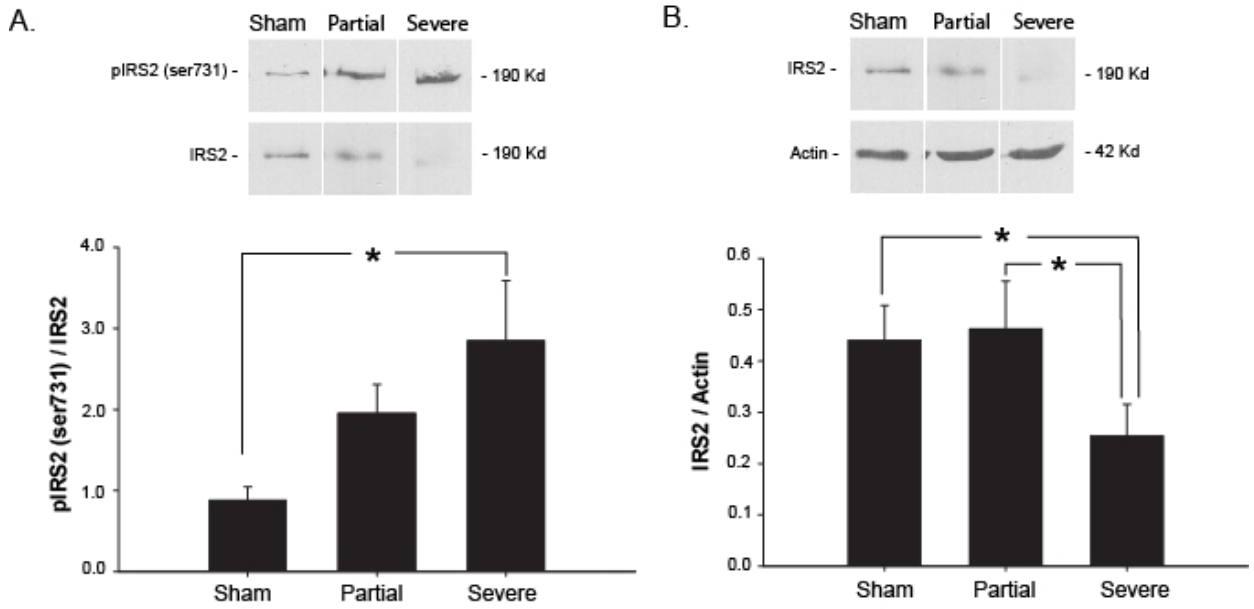 A.
Sham Partial Severe
pIRS2 (ser731) - - 190 Kd
IRS2 - - 190 Kd
pIRS2 (ser731) / IRS2
4.0
3.0
2.0
1.0
0.0
*
Sham Partial Severe
B.
Sham Partial Severe
IRS2 - - 190 Kd
Actin - - 42 Kd
IRS2 / Actin
0.6
0.5
0.4
0.3
0.2
0.1
0.0
*
*
Sham Partial Severe